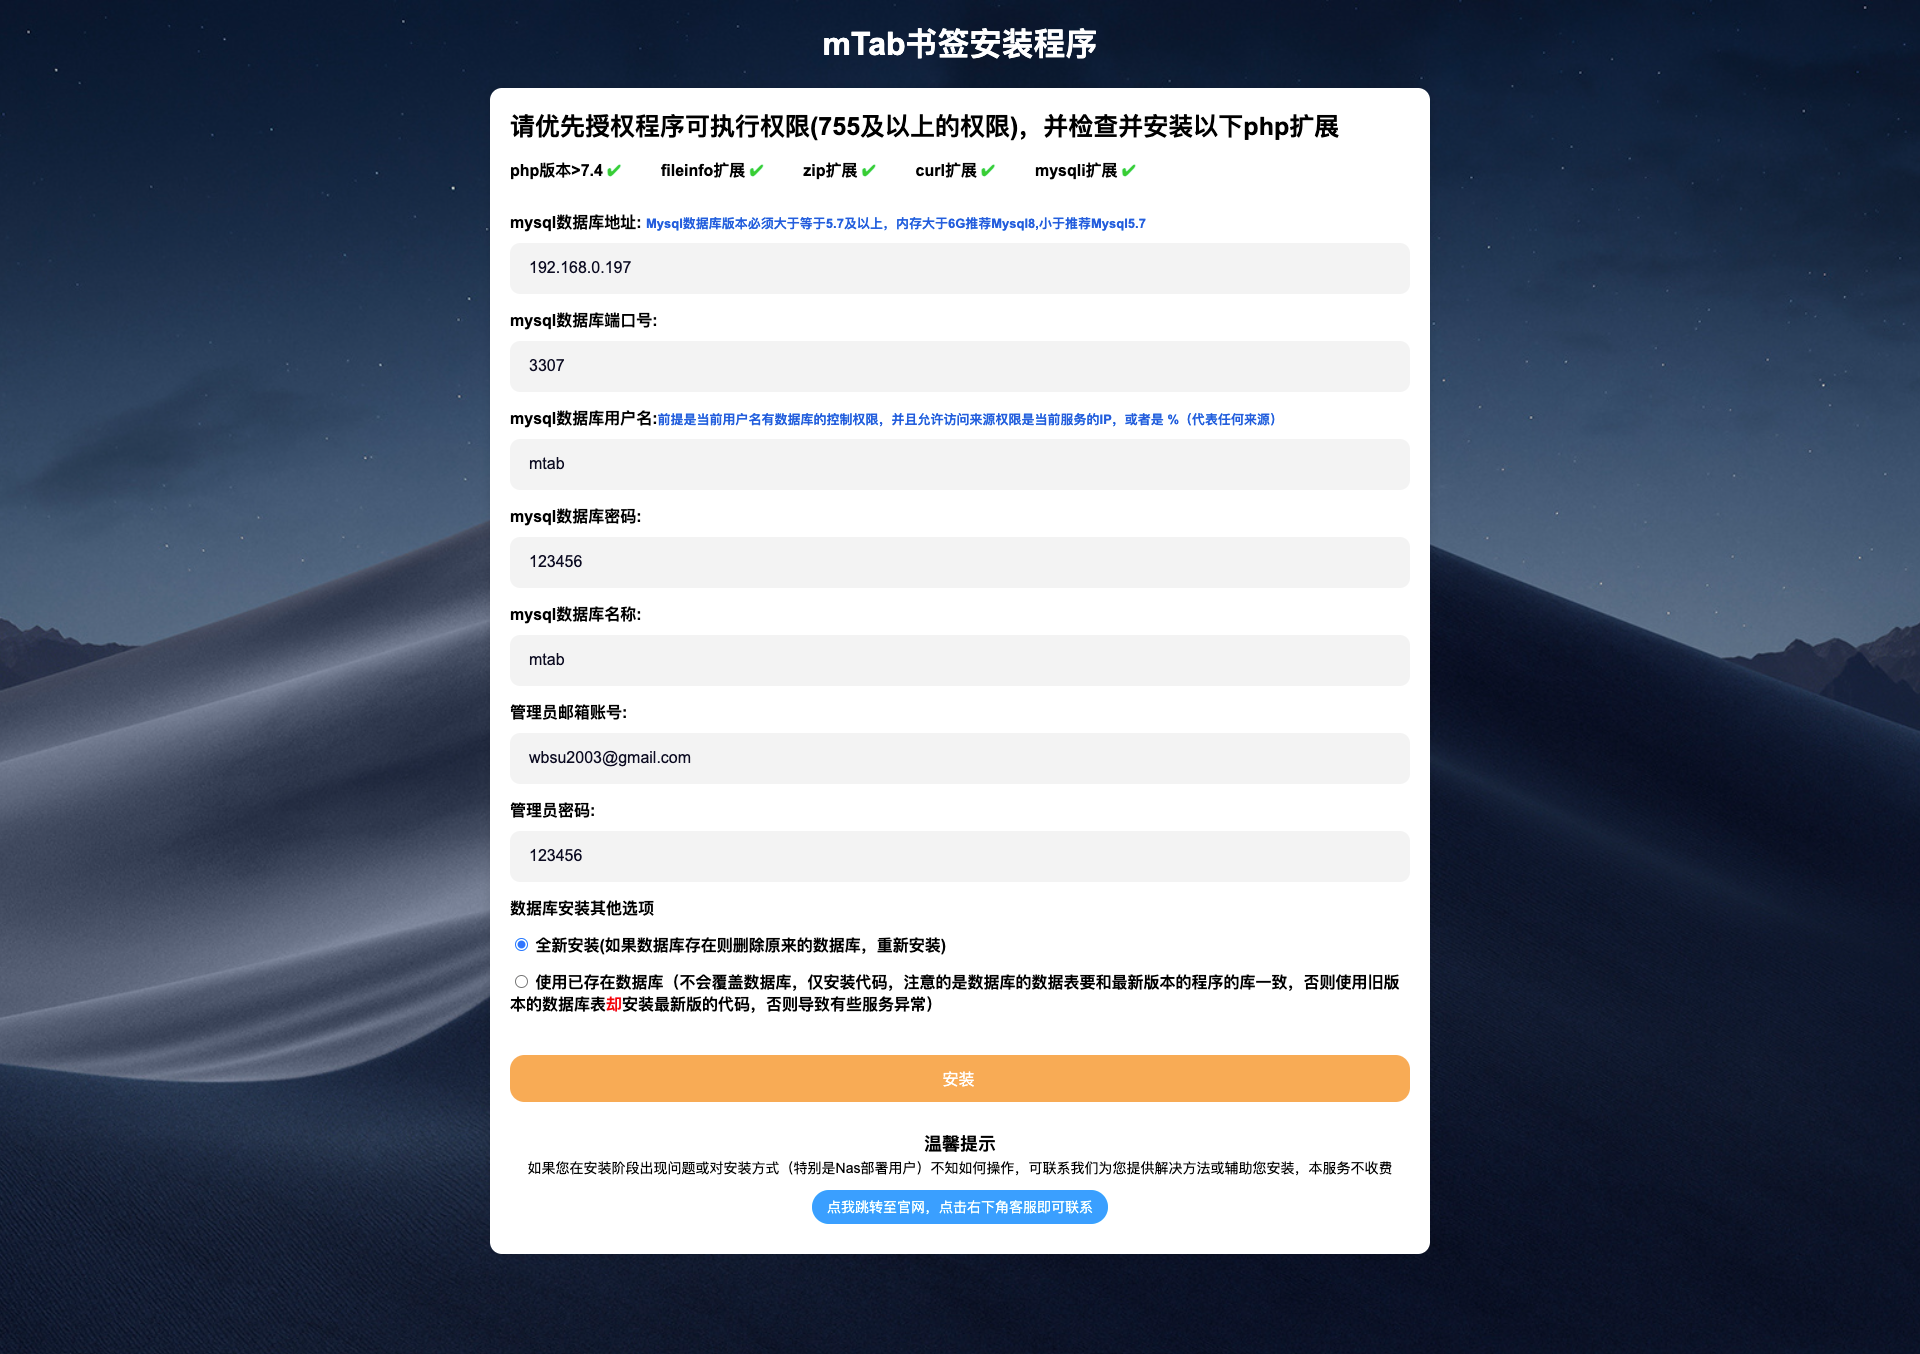 mTab书签安装程序
请优先授权程序可执行权限(755及以上的权限)，并检查并安装以下php扩展
php版本>7.4 ✔ fileinfo扩展 ✔ zip扩展 ✔ curl扩展 ✔ mysqli扩展 ✔
mysql数据库地址: Mysql数据库版本必须大于等于5.7及以上，内存大于6G推荐Mysql8,小于推荐Mysql5.7
192.168.0.197
mysql数据库端口号:
3307
mysql数据库用户名:前提是当前用户名有数据库的控制权限，并且允许访问来源权限是当前服务的IP，或者是 %（代表任何来源）
mtab
mysql数据库密码:
123456
mysql数据库名称:
mtab
管理员邮箱账号:
wbsu2003@gmail.com
管理员密码:
123456
数据库安装其他选项
全新安装(如果数据库存在则删除原来的数据库，重新安装)
使用已存在数据库（不会覆盖数据库，仅安装代码，注意的是数据库的数据表要和最新版本的程序的库一致，否则使用旧版
本的数据库表却安装最新版的代码，否则导致有些服务异常）
安装
温馨提示
如果您在安装阶段出现问题或对安装方式（特别是Nas部署用户）不知如何操作，可联系我们为您提供解决方法或辅助您安装，本服务不收费
点我跳转至官网，点击右下角客服即可联系